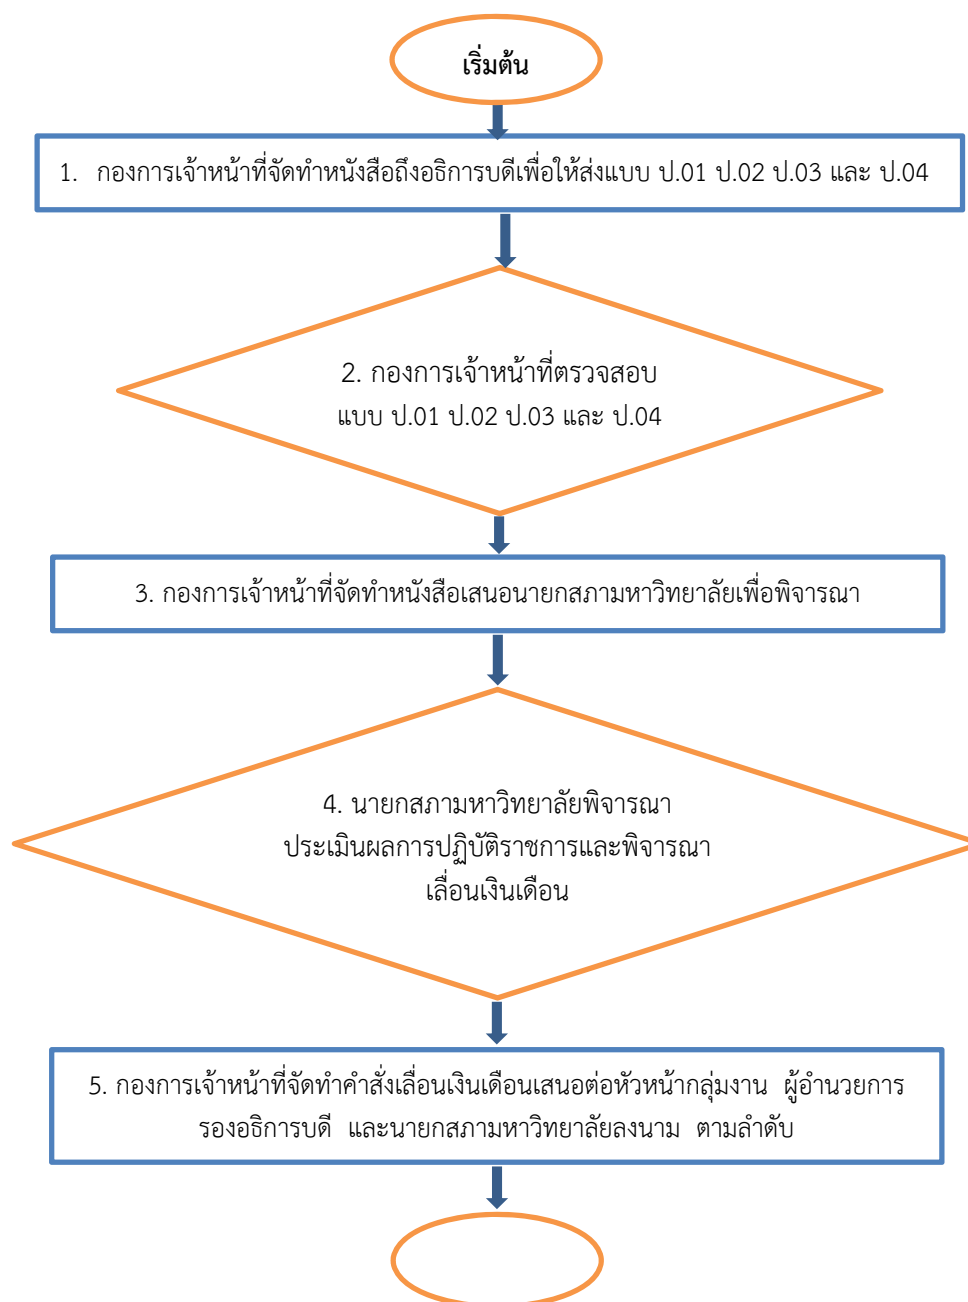 เริ่มต้น
1. กองการเจ้าหน้าที่จัดทำหนังสือถึงอธิการบดีเพื่อให้ส่งแบบ ป.01 ป.02 ป.03 และ ป.04
2. กองการเจ้าหน้าที่ตรวจสอบ
แบบ ป.01 ป.02 ป.03 และ ป.04
3. กองการเจ้าหน้าที่จัดทำหนังสือเสนอนายกสภามหาวิทยาลัยเพื่อพิจารณา
4. นายกสภามหาวิทยาลัยพิจารณา
ประเมินผลการปฏิบัติราชการและพิจารณา
เลื่อนเงินเดือน
5. กองการเจ้าหน้าที่จัดทำคำสั่งเลื่อนเงินเดือนเสนอต่อหัวหน้ากลุ่มงาน ผู้อำนวยการ
รองอธิการบดี และนายกสภามหาวิทยาลัยลงนาม ตามลำดับ